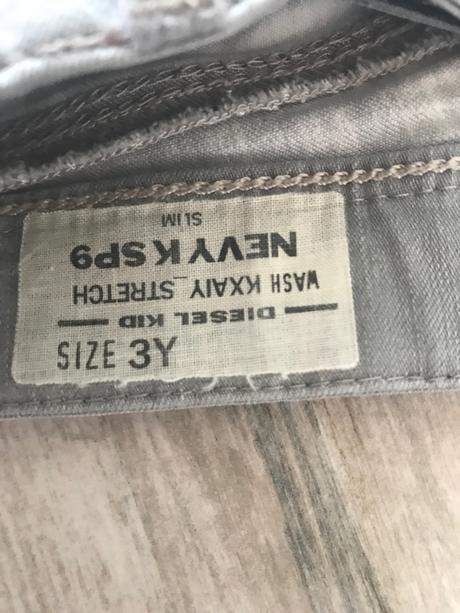 SIZE 3Y
DIESEL KID
WASH KXAIY_STRETCH
NEVY K SP9
SLIM